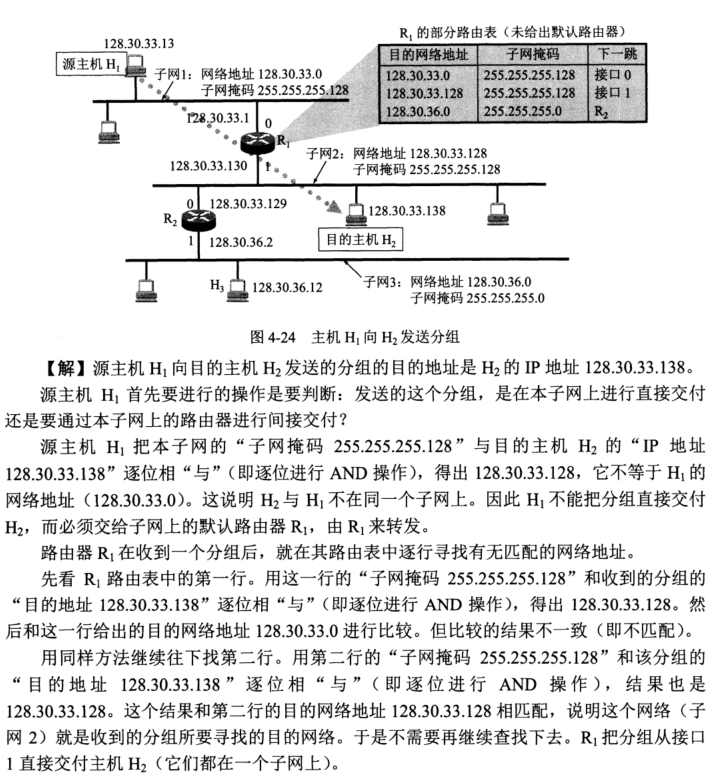 R₁ 的部分路由表（未给出默认路由器）
目的网络地址 子网掩码 下一跳
128.30.33.0 255.255.255.128 接口 0
128.30.33.128 255.255.255.128 接口 1
128.30.36.0 255.255.255.0 R₂
128.30.33.13
源主机 H₁
子网1：网络地址 128.30.33.0
子网掩码 255.255.255.128
128.30.33.1
0
R₁
128.30.33.130
1
子网2：网络地址 128.30.33.128
子网掩码 255.255.255.128
0
128.30.33.129
R₂
128.30.33.138
目的主机 H₂
1
128.30.36.2
H₃
128.30.36.12
子网3：网络地址 128.30.36.0
子网掩码 255.255.255.0
图 4-24 主机 H₁ 向 H₂ 发送分组
【解】源主机 H₁ 向目的主机 H₂ 发送的分组的目的地址是 H₂ 的 IP 地址 128.30.33.138。
源主机 H₁ 首先要进行的操作是要判断：发送的这个分组，是在本子网上进行直接交付
还是要通过本子网上的路由器进行间接交付？
源主机 H₁ 把本子网的“子网掩码 255.255.255.128”与目的主机 H₂ 的“IP 地址
128.30.33.138”逐位相“与”（即逐位进行 AND 操作），得出 128.30.33.128，它不等于 H₁ 的
网络地址（128.30.33.0）。这说明 H₂ 与 H₁ 不在同一个子网上。因此 H₁ 不能把分组直接交付
H₂，而必须交给子网上的默认路由器 R₁，由 R₁ 来转发。
路由器 R₁ 在收到一个分组后，就在其路由表中逐行寻找有无匹配的网络地址。
先看 R₁ 路由表中的第一行。用这一行的“子网掩码 255.255.255.128”和收到的分组的
“目的地址 128.30.33.138”逐位相“与”（即逐位进行 AND 操作），得出 128.30.33.128。然
后和这一行给出的目的网络地址 128.30.33.0 进行比较。但比较的结果不一致（即不匹配）。
用同样方法继续往下找第二行。用第二行的“子网掩码 255.255.255.128”和该分组的
“目的地址 128.30.33.138”逐位相“与”（即逐位进行 AND 操作），结果也是
128.30.33.128。这个结果和第二行的目的网络地址 128.30.33.128 相匹配，说明这个网络（子
网 2）就是收到的分组所要寻找的目的网络。于是不需要再继续查找下去。R₁ 把分组从接口
1 直接交付主机 H₂（它们都在一个子网上）。